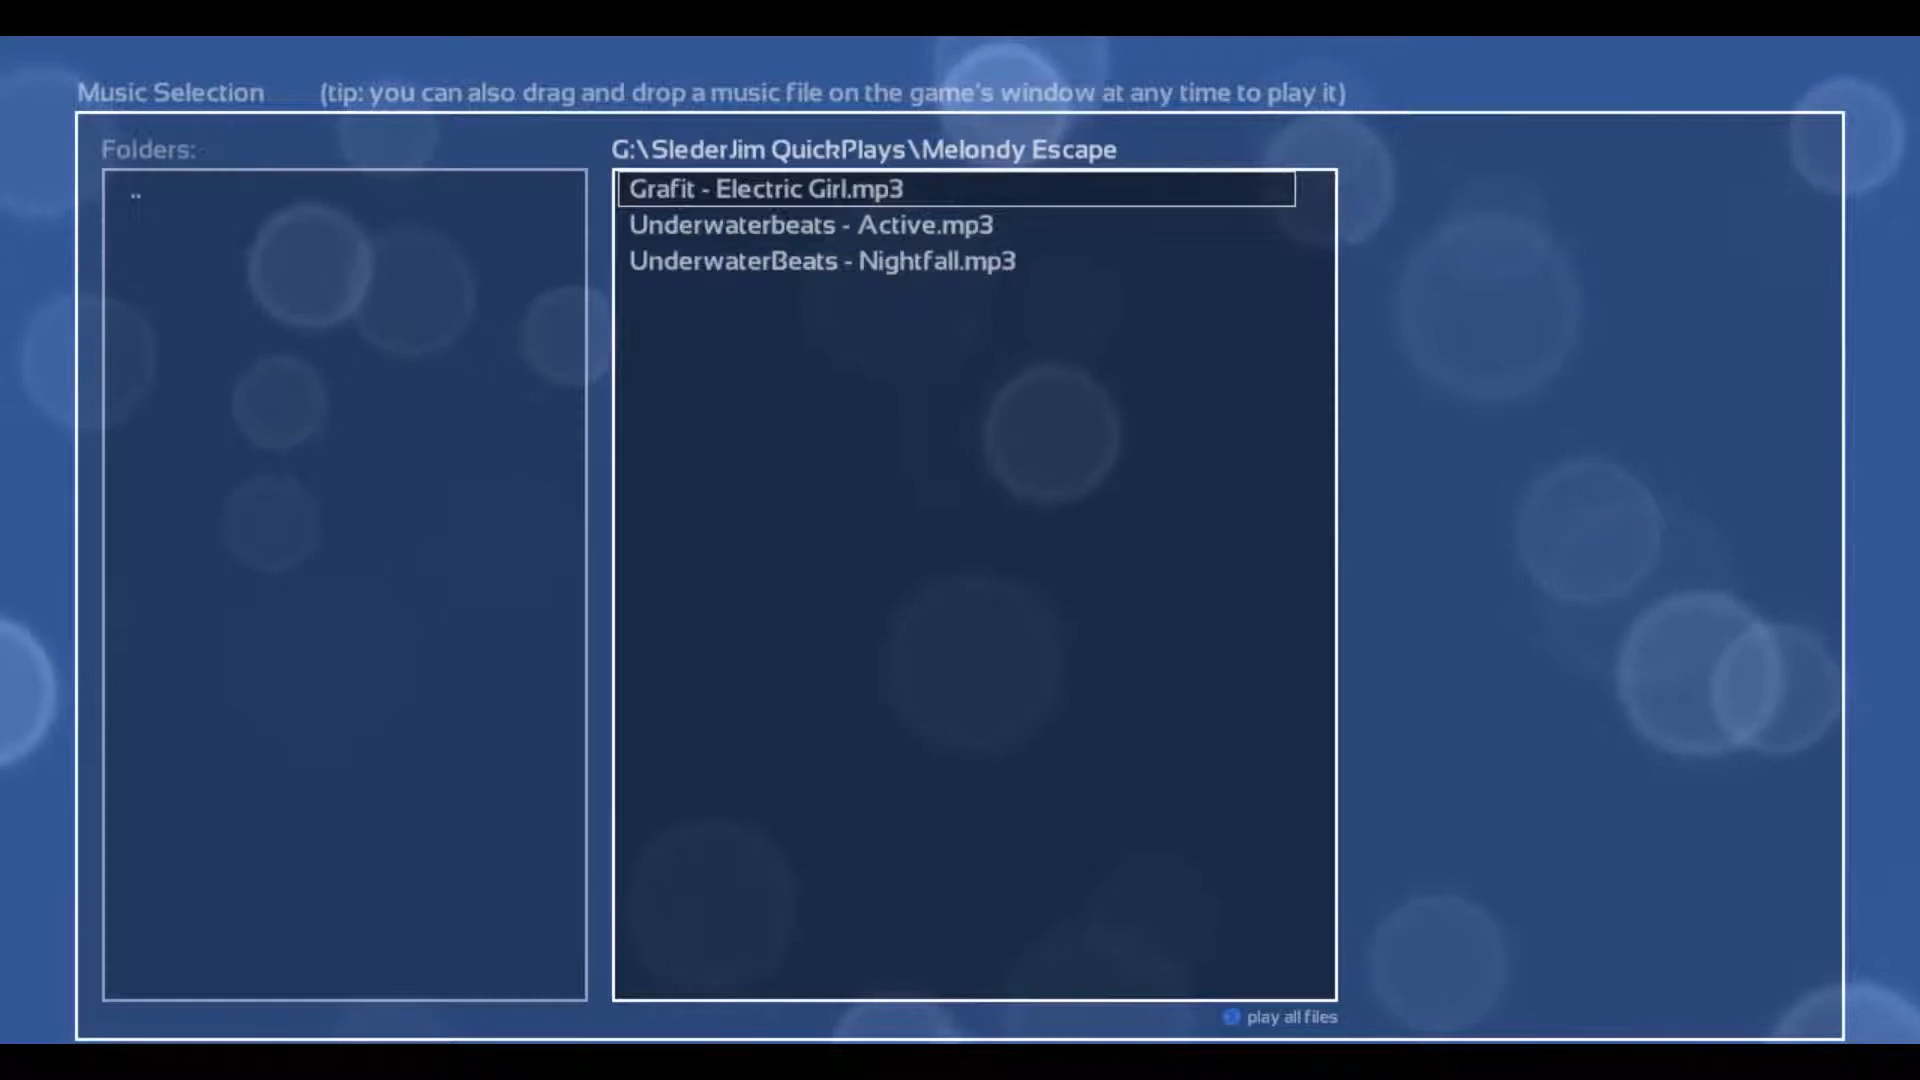 Music Selection (tip: you can also drag and drop a music file on the game's window at any time to play it)
Folders:
..
G:\SlederJim QuickPlays\Melondy Escape
Grafit - Electric Girl.mp3
Underwaterbeats - Active.mp3
UnderwaterBeats - Nightfall.mp3
play all files